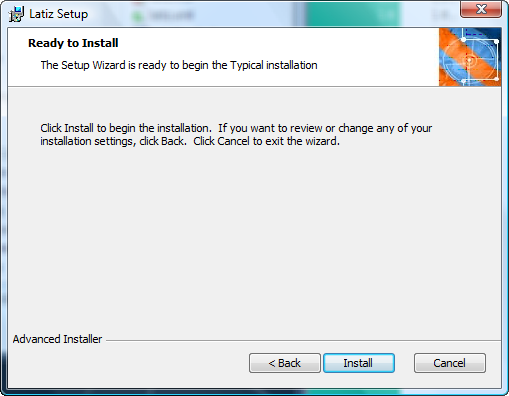 Latiz Setup
Ready to Install
The Setup Wizard is ready to begin the Typical installation
Click Install to begin the installation.  If you want to review or change any of your
installation settings, click Back.  Click Cancel to exit the wizard.
Advanced Installer
< Back
Install
Cancel